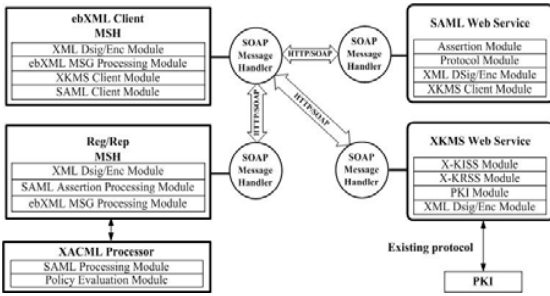 ebXML Client
MSH
XML Dsig/Enc Module
ebXML MSG Processing Module
XKMS Client Module
SAML Client Module
SOAP
Message
Handler
HTTP/SOAP
SOAP
Message
Handler
SAML Web Service
Assertion Module
Protocol Module
XML DSig/Enc Module
XKMS Client Module
HTTP/SOAP
HTTP/SOAP
Reg/Rep
MSH
XML Dsig/Enc Module
SAML Assertion Processing Module
ebXML MSG Processing Module
SOAP
Message
Handler
SOAP
Message
Handler
XKMS Web Service
X-KISS Module
X-KRSS Module
PKI Module
XML Dsig/Enc Module
XACML Processor
SAML Processing Module
Policy Evaluation Module
Existing protocol
PKI